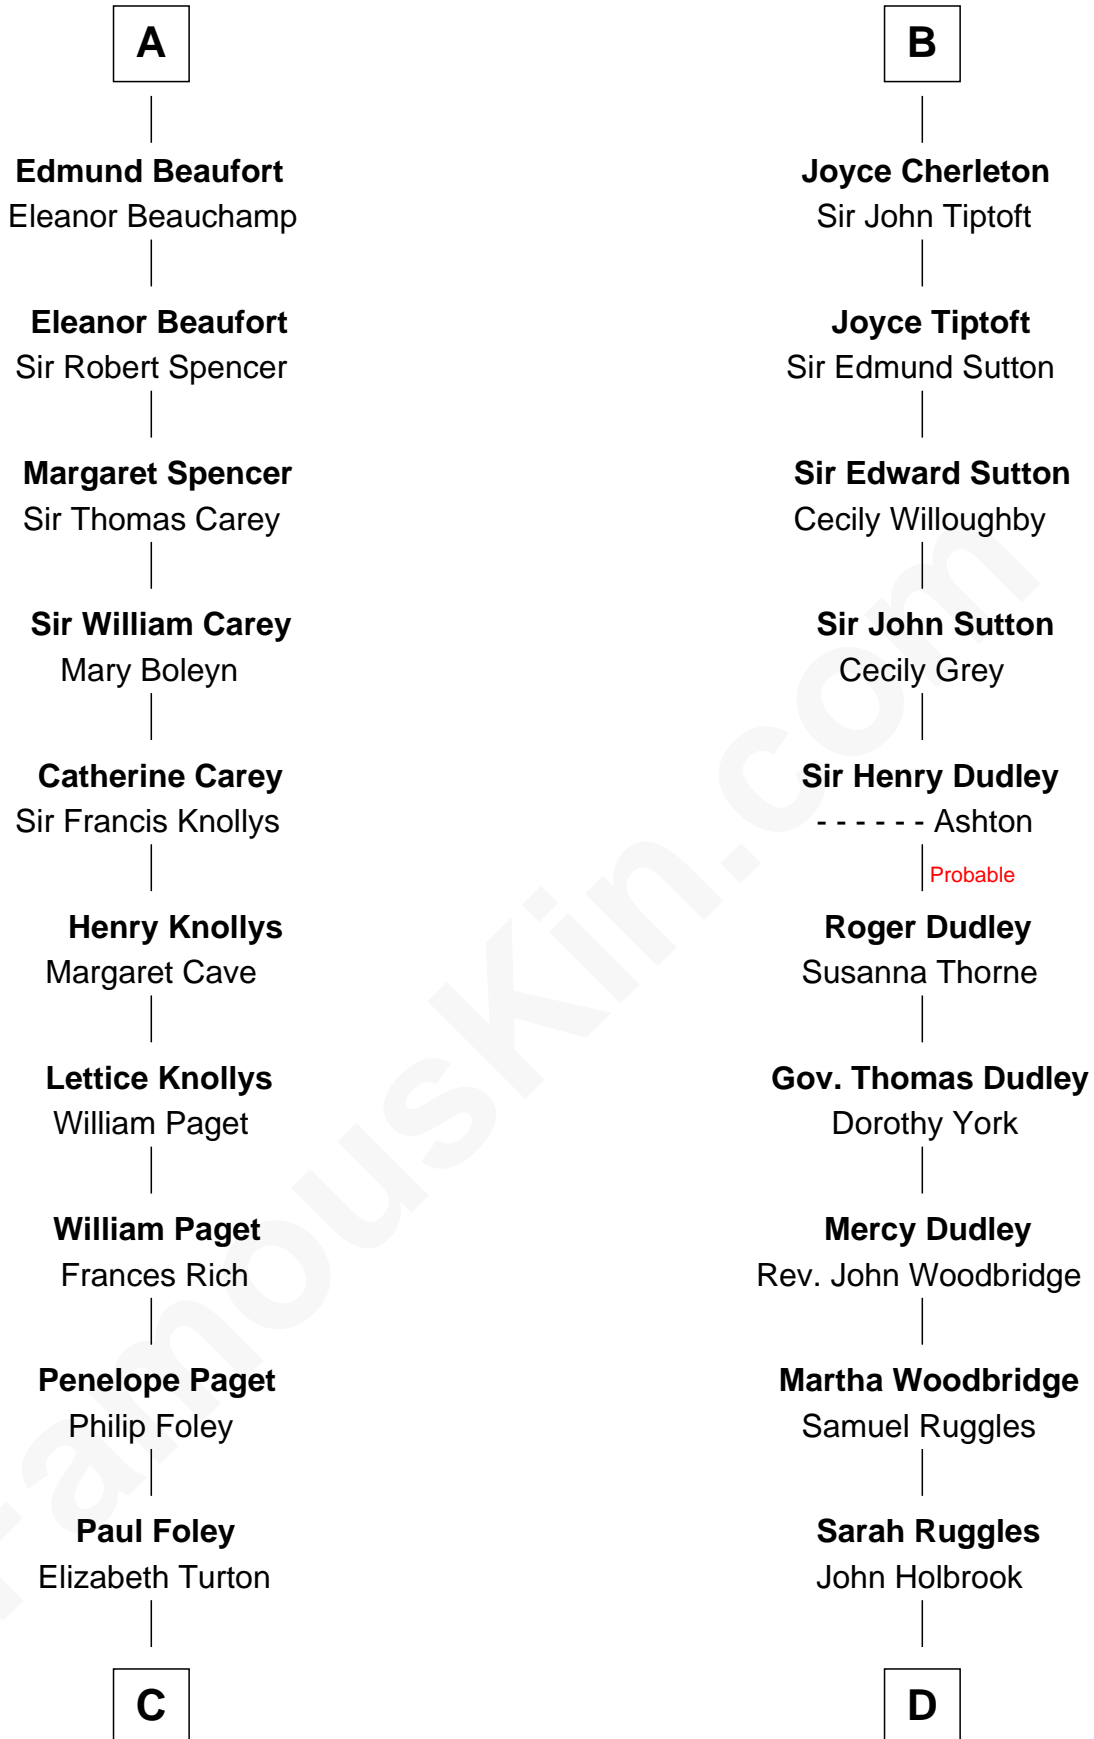 A
Edmund Beaufort
Eleanor Beauchamp
Eleanor Beaufort
Sir Robert Spencer
Margaret Spencer
Sir Thomas Carey
Sir William Carey
Mary Boleyn
Catherine Carey
Sir Francis Knollys
Henry Knollys
Margaret Cave
Lettice Knollys
William Paget
William Paget
Frances Rich
Penelope Paget
Philip Foley
Paul Foley
Elizabeth Turton
C
B
Joyce Cherleton
Sir John Tiptoft
Joyce Tiptoft
Sir Edmund Sutton
Sir Edward Sutton
Cecily Willoughby
Sir John Sutton
Cecily Grey
Sir Henry Dudley
- - - - - - Ashton
Probable
Roger Dudley
Susanna Thorne
Gov. Thomas Dudley
Dorothy York
Mercy Dudley
Rev. John Woodbridge
Martha Woodbridge
Samuel Ruggles
Sarah Ruggles
John Holbrook
D
FamousKin.com